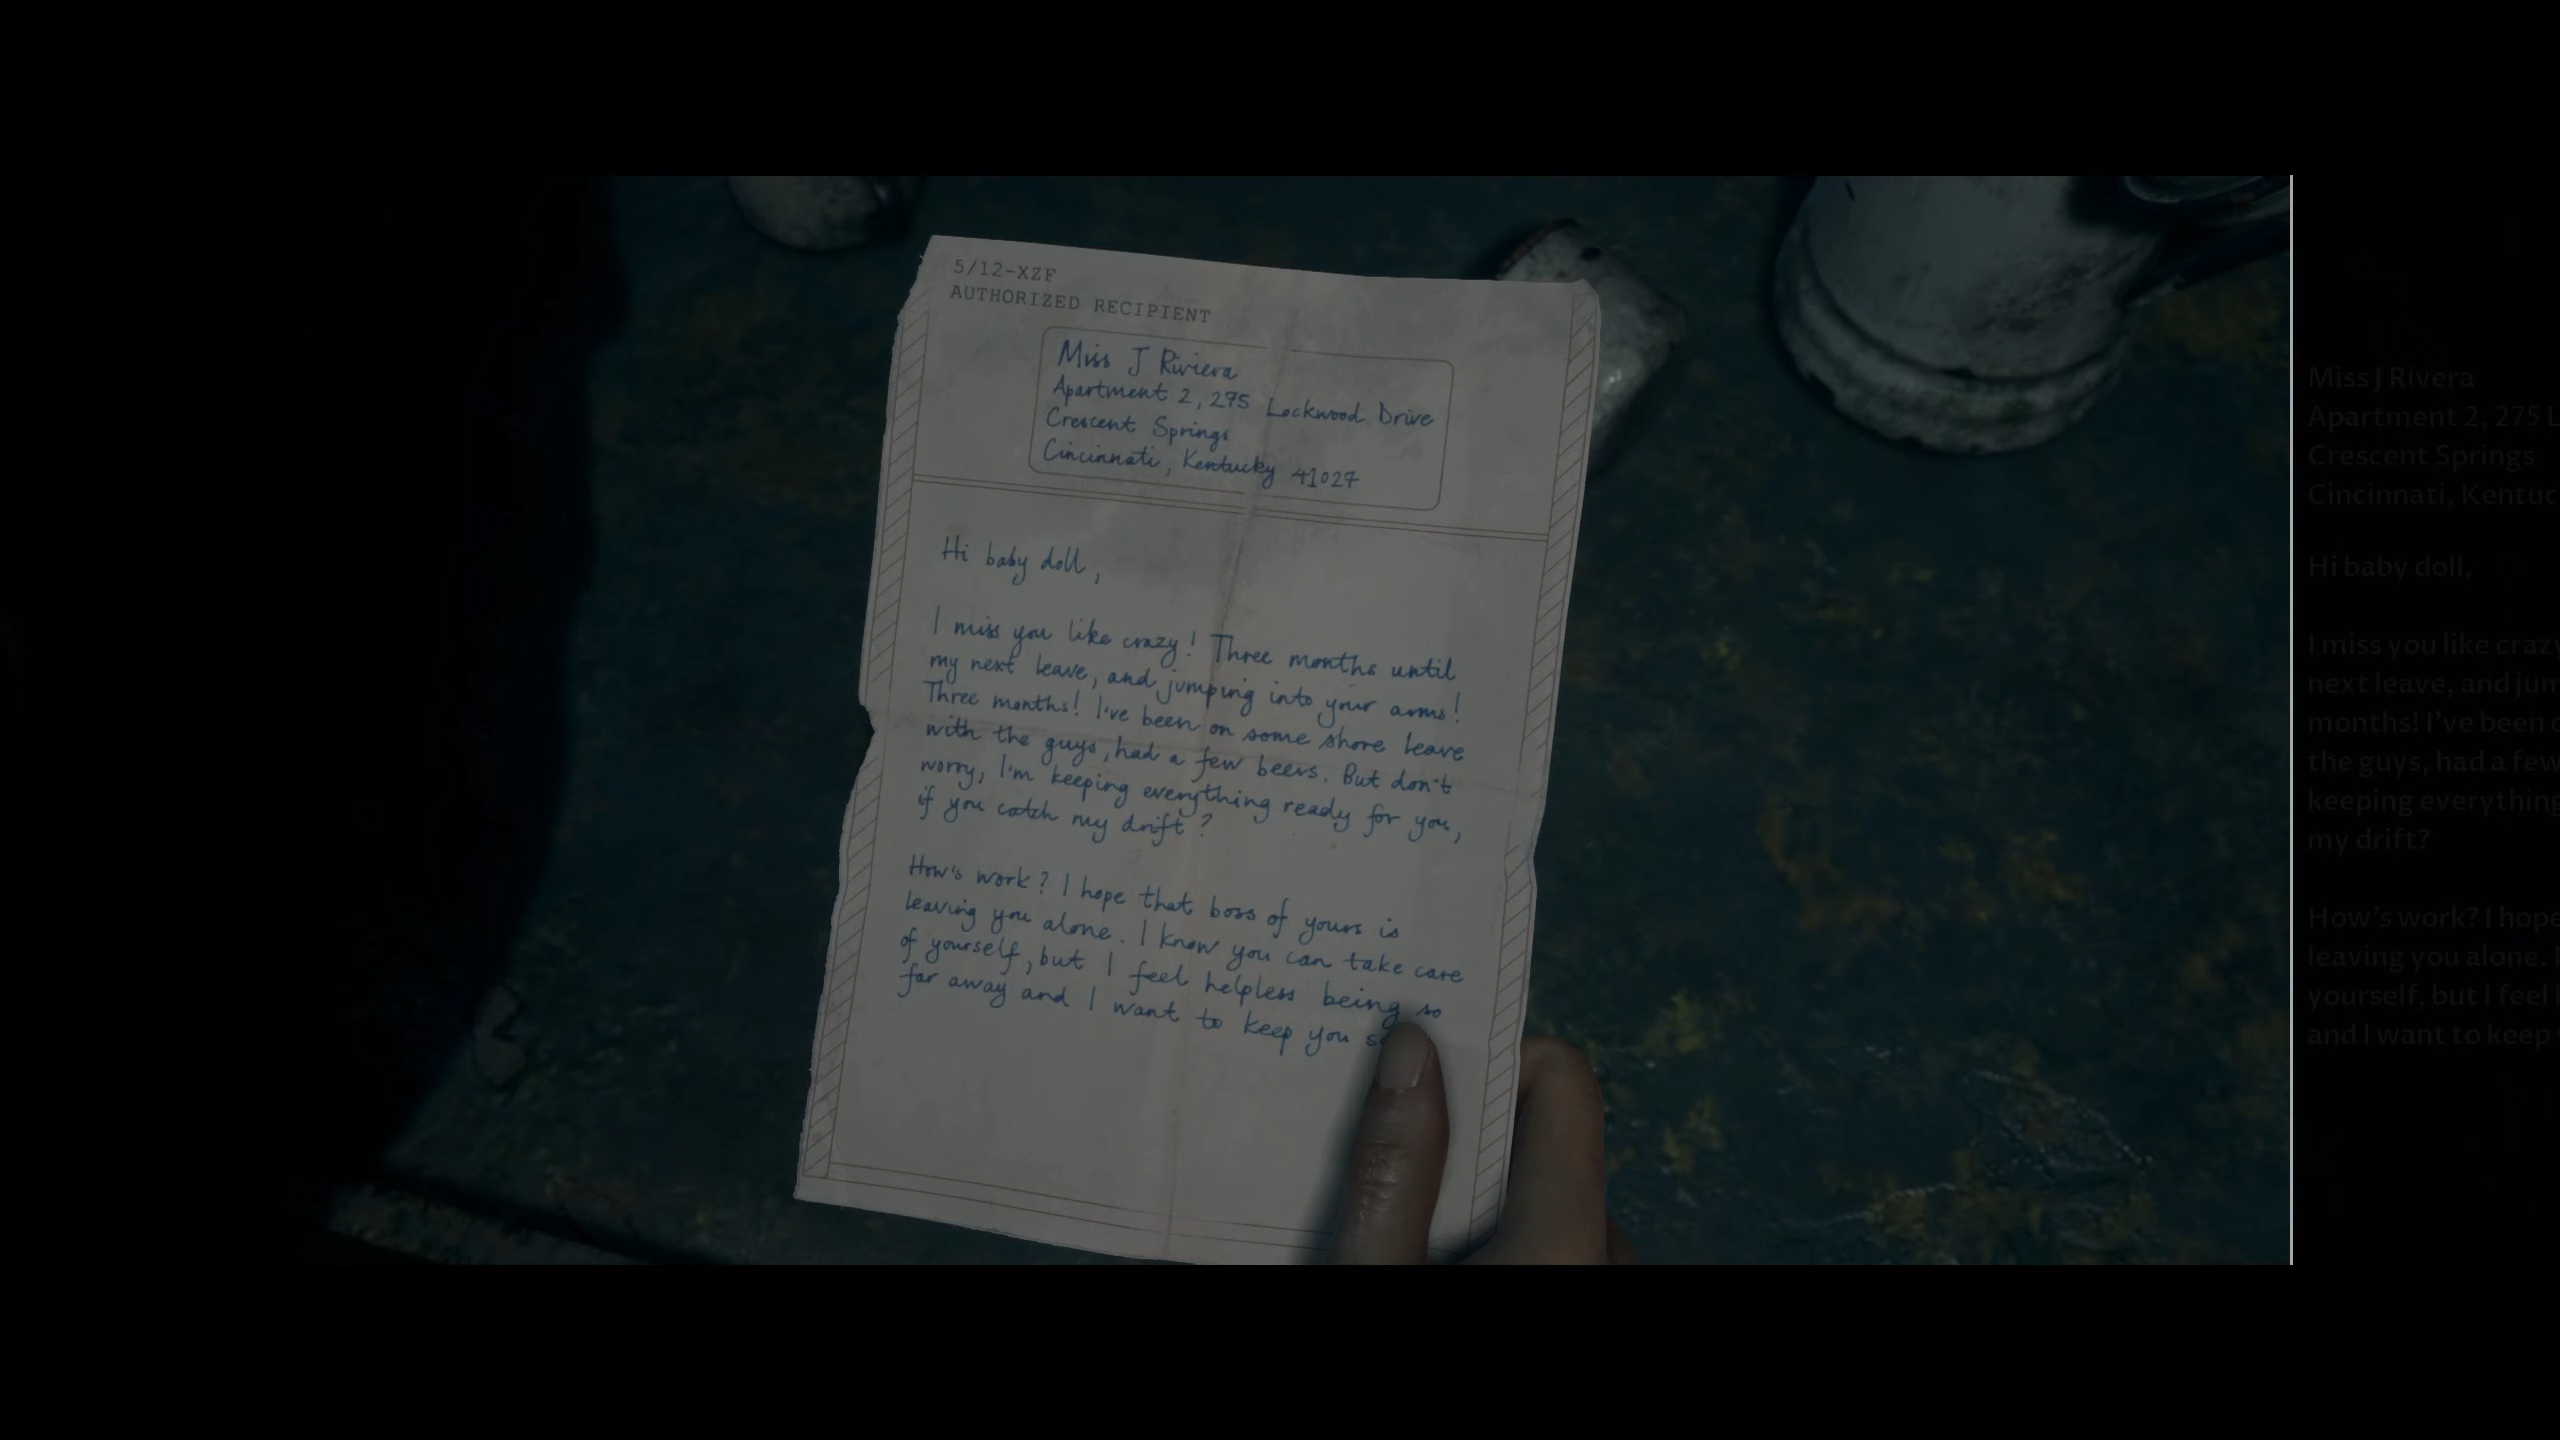 5/12-XZF
AUTHORIZED RECIPIENT
Miss J Riviera
Apartment 2, 275 Lockwood Drive
Crescent Springs
Cincinnati, Kentucky 41027
Hi baby doll,
I miss you like crazy! Three months until
my next leave, and jumping into your arms!
Three months! I've been on some shore leave
with the guys, had a few beers. But don't
worry, I'm keeping everything ready for you,
if you catch my drift?
How's work? I hope that boss of yours is
leaving you alone. I know you can take care
of yourself, but I feel helpless being so
far away and I want to keep you
Miss J Rivera
Apartment 2, 275 L
Crescent Springs
Cincinnati, Kentuc
Hi baby doll,
I miss you like crazy
next leave, and jum
months! I've been o
the guys, had a few
keeping everything
my drift?
How's work? I hope
leaving you alone. I
yourself, but I feel
and I want to keep